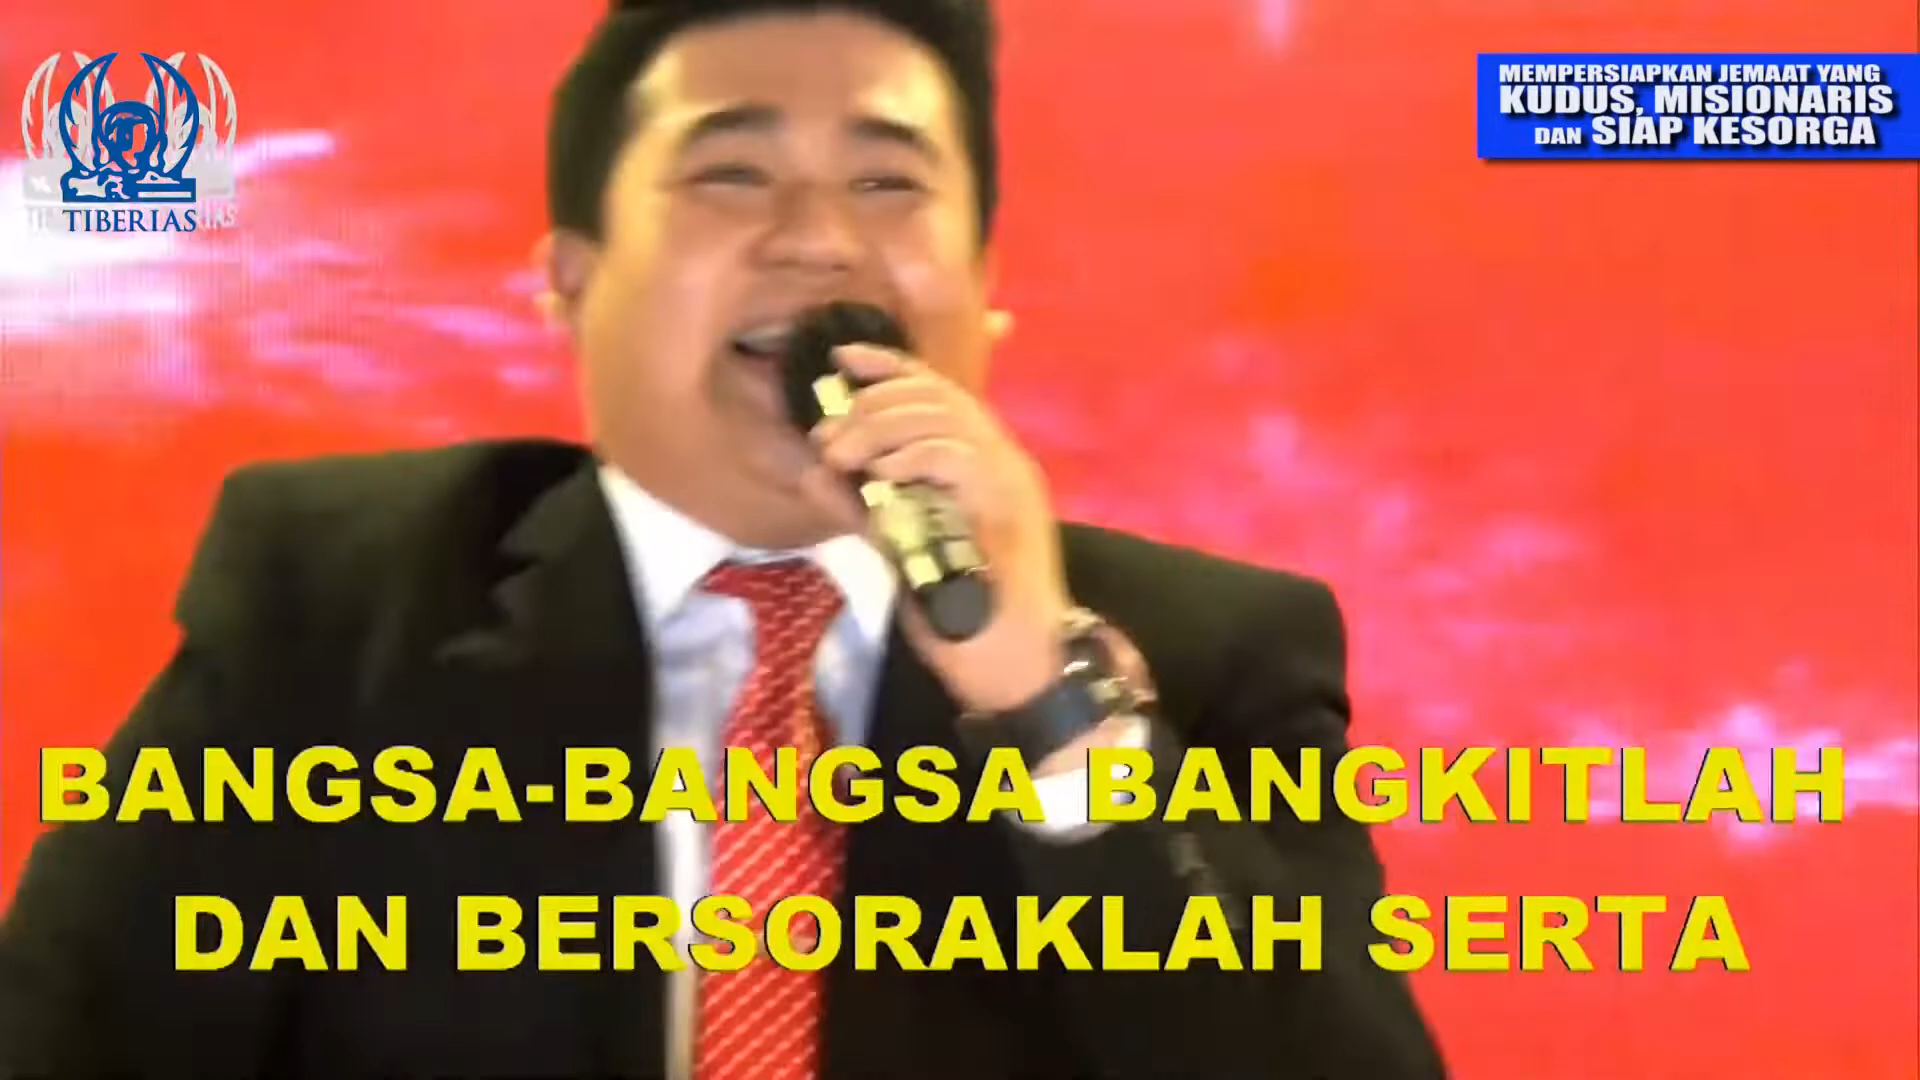 TIBERIAS
MEMPERSIAPKAN JEMAAT YANG
KUDUS, MISIONARIS
DAN SIAP KESORGA
BANGSA-BANGSA BANGKITLAH
DAN BERSORAKLAH SERTA